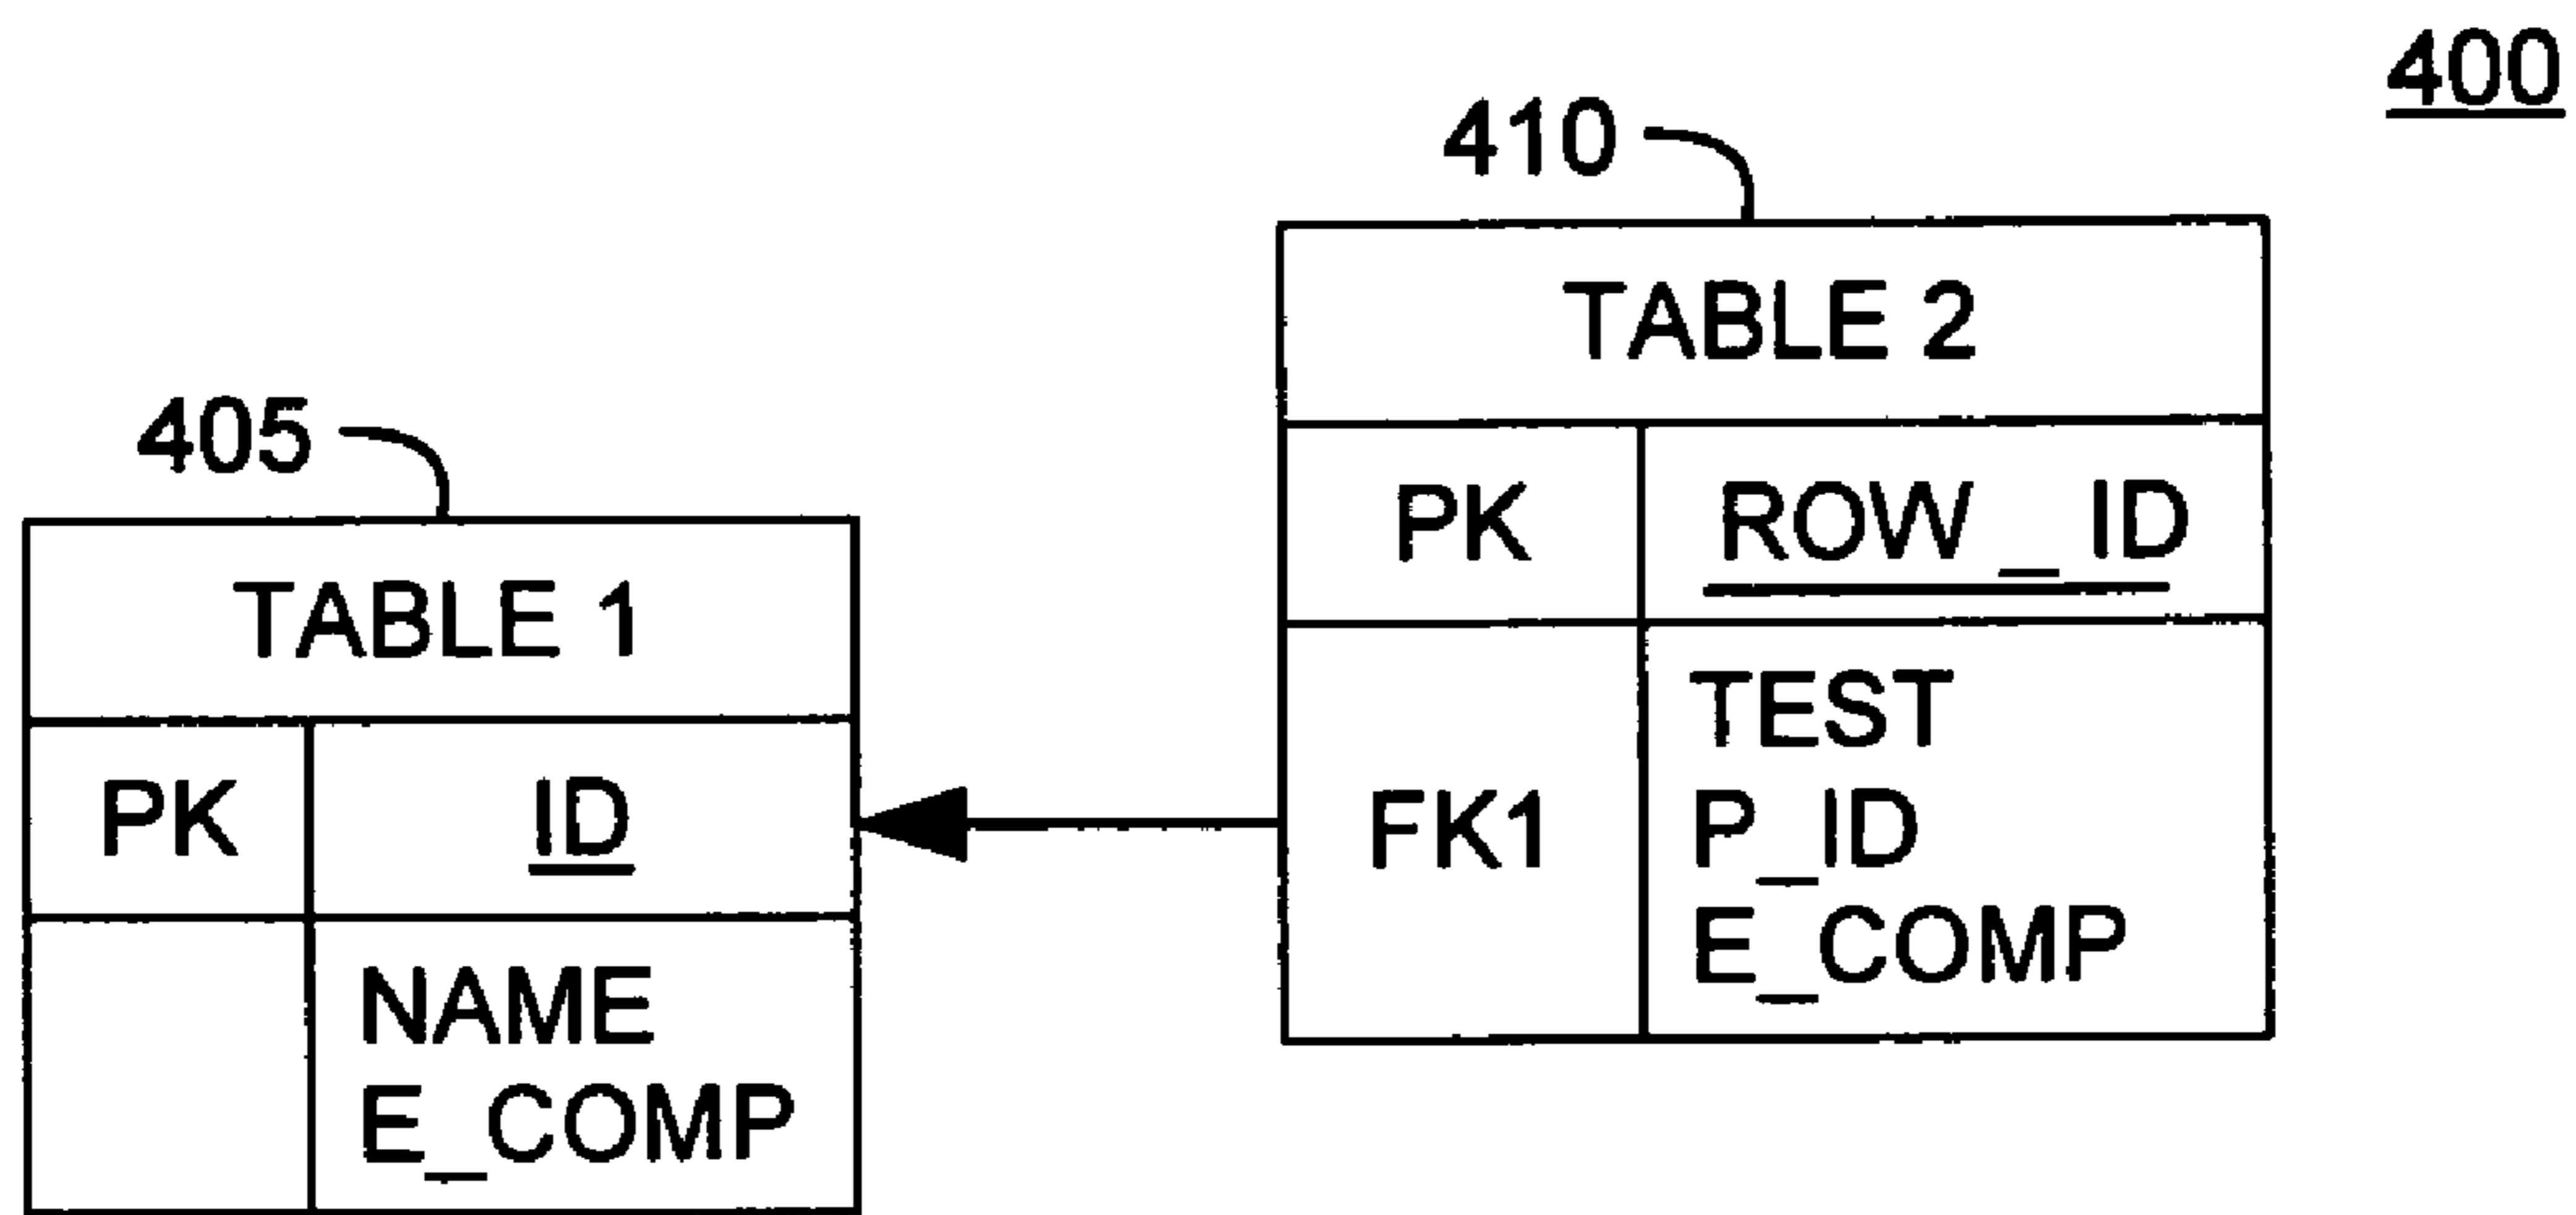 400
410
TABLE 2
PK ROW_ID
TEST
FK1 P_ID
E_COMP
405
TABLE 1
PK ID
NAME
E_COMP